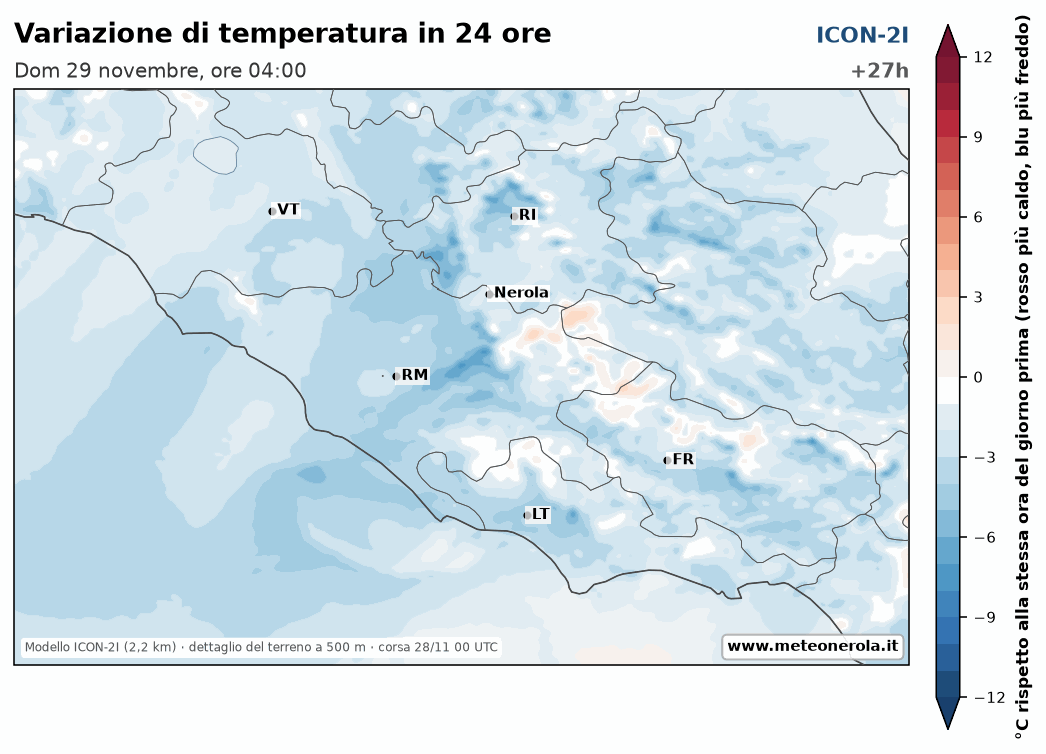 Variazione di temperatura in 24 ore
ICON-2I
Dom 29 novembre, ore 04:00
+27h
VT
RI
Nerola
RM
FR
LT
Modello ICON-2I (2,2 km) · dettaglio del terreno a 500 m · corsa 28/11 00 UTC
www.meteonerola.it
12
9
6
3
0
−3
−6
−9
−12
°C rispetto alla stessa ora del giorno prima (rosso più caldo, blu più freddo)